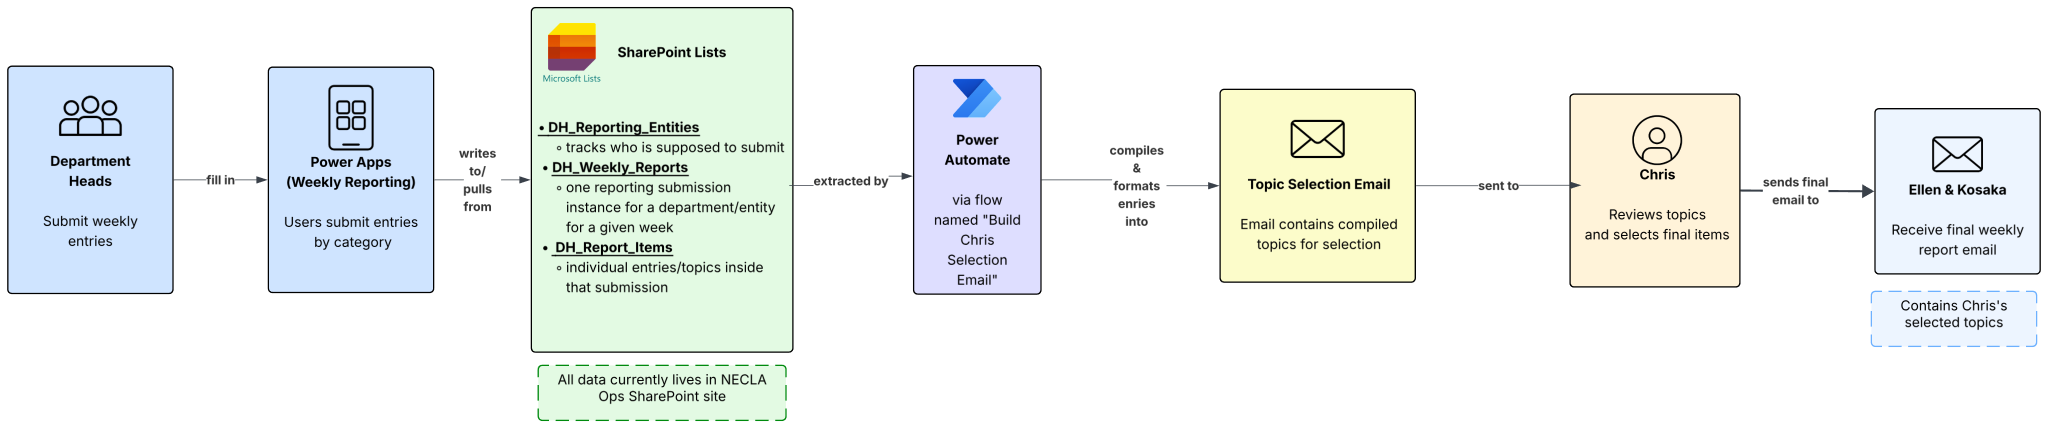 Department
Heads
Submit weekly
entries
fill in
Power Apps
(Weekly Reporting)
Users submit entries
by category
writes
to/
pulls
from
Microsoft Lists
SharePoint Lists
• DH_Reporting_Entities
◦ tracks who is supposed to submit
• DH_Weekly_Reports
◦ one reporting submission
instance for a department/entity
for a given week
• DH_Report_Items
◦ individual entries/topics inside
that submission
All data currently lives in NECLA
Ops SharePoint site
extracted by
Power
Automate
via flow
named "Build
Chris
Selection
Email"
compiles
&
formats
enries
into
Topic Selection Email
Email contains compiled
topics for selection
sent to
Chris
Reviews topics
and selects final items
sends final
email to
Ellen & Kosaka
Receive final weekly
report email
Contains Chris's
selected topics